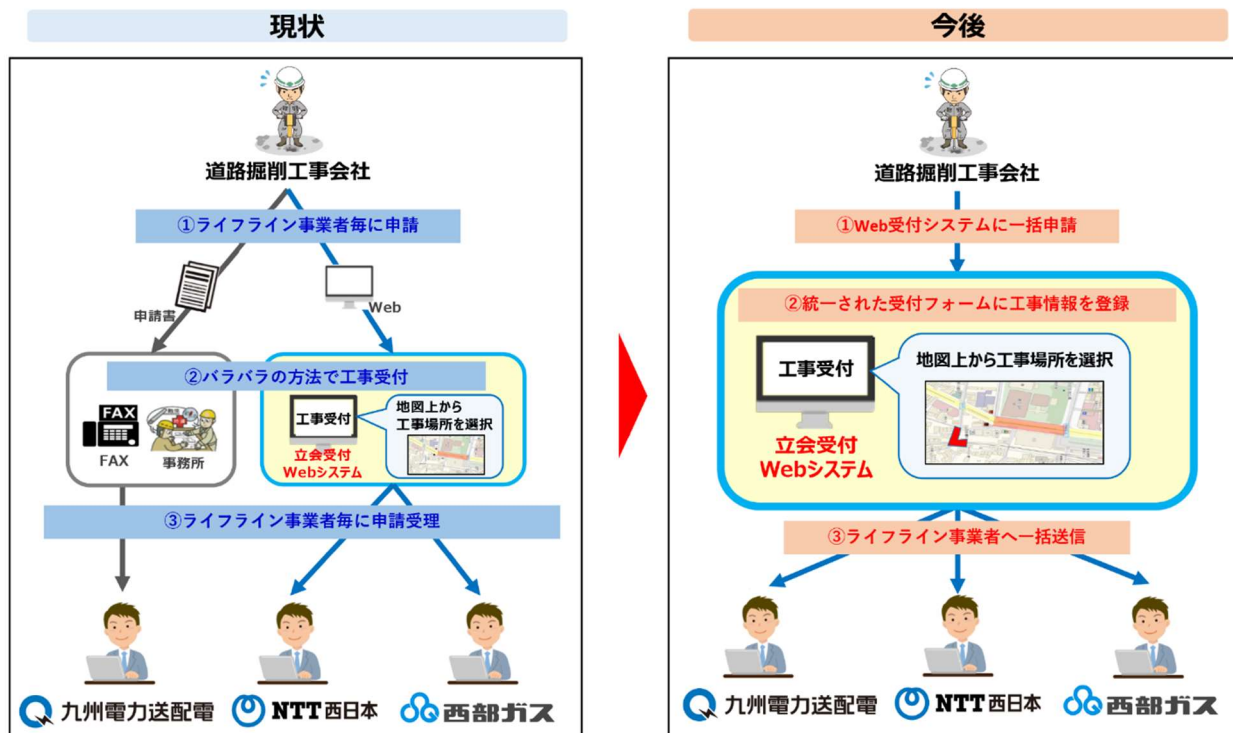 現状
道路掘削工事会社
①ライフライン事業者毎に申請
申請書
Web
②バラバラの方法で工事受付
FAX
FAX
事務所
工事受付
地図上から
工事場所を選択
立会受付
Webシステム
③ライフライン事業者毎に申請受理
九州電力送配電
NTT西日本
西部ガス
今後
道路掘削工事会社
①Web受付システムに一括申請
②統一された受付フォームに工事情報を登録
工事受付
地図上から工事場所を選択
立会受付
Webシステム
③ライフライン事業者へ一括送信
九州電力送配電
NTT西日本
西部ガス